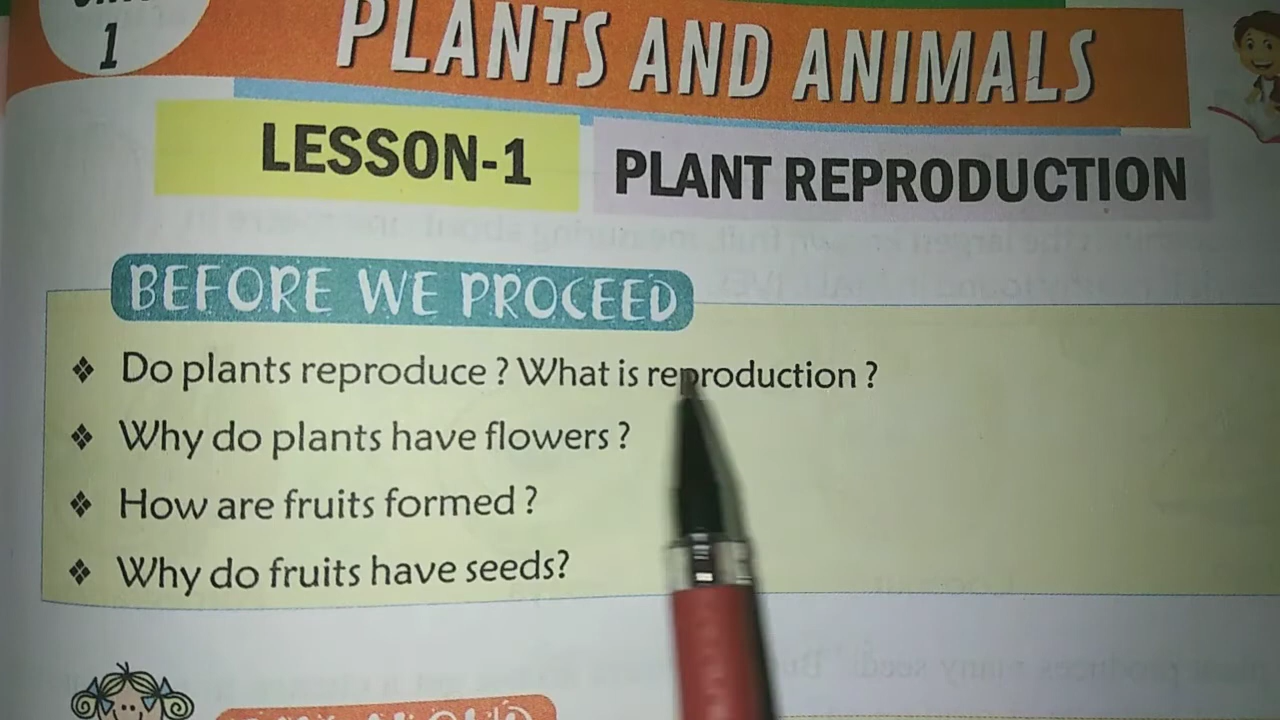 1
PLANTS AND ANIMALS
LESSON-1
PLANT REPRODUCTION
BEFORE WE PROCEED
❖ Do plants reproduce ? What is reproduction ?
❖ Why do plants have flowers ?
❖ How are fruits formed ?
❖ Why do fruits have seeds?